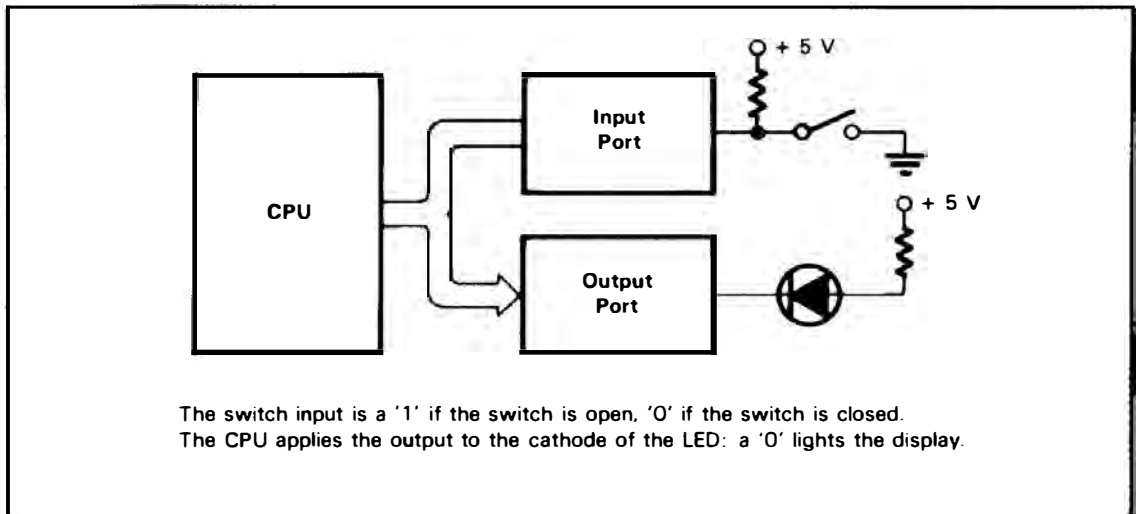 + 5 V
Input
Port
CPU
+ 5 V
Output
Port
The switch input is a '1' if the switch is open, '0' if the switch is closed.
The CPU applies the output to the cathode of the LED: a '0' lights the display.